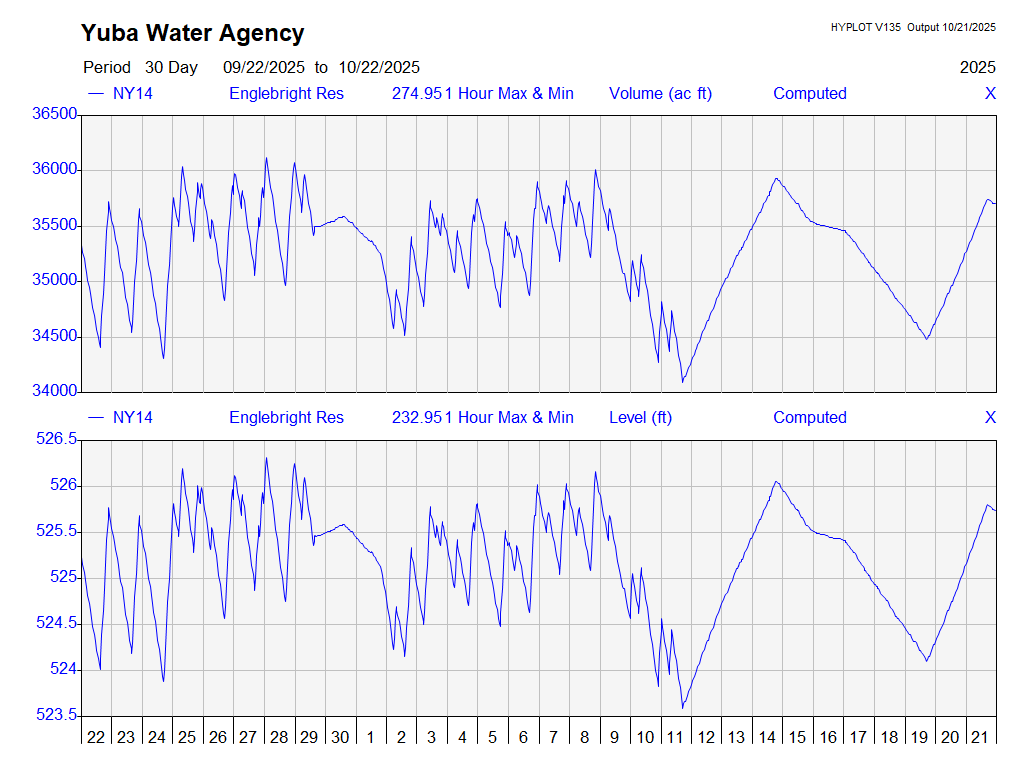 Yuba Water Agency
HYPLOT V135 Output 10/21/2025
Period 30 Day 09/22/2025 to 10/22/2025 2025
NY14 Englebright Res 274.951 Hour Max & Min Volume (ac ft) Computed X
36500
36000
35500
35000
34500
34000
NY14 Englebright Res 232.951 Hour Max & Min Level (ft) Computed X
526.5
526
525.5
525
524.5
524
523.5
22 23 24 25 26 27 28 29 30 1 2 3 4 5 6 7 8 9 10 11 12 13 14 15 16 17 18 19 20 21